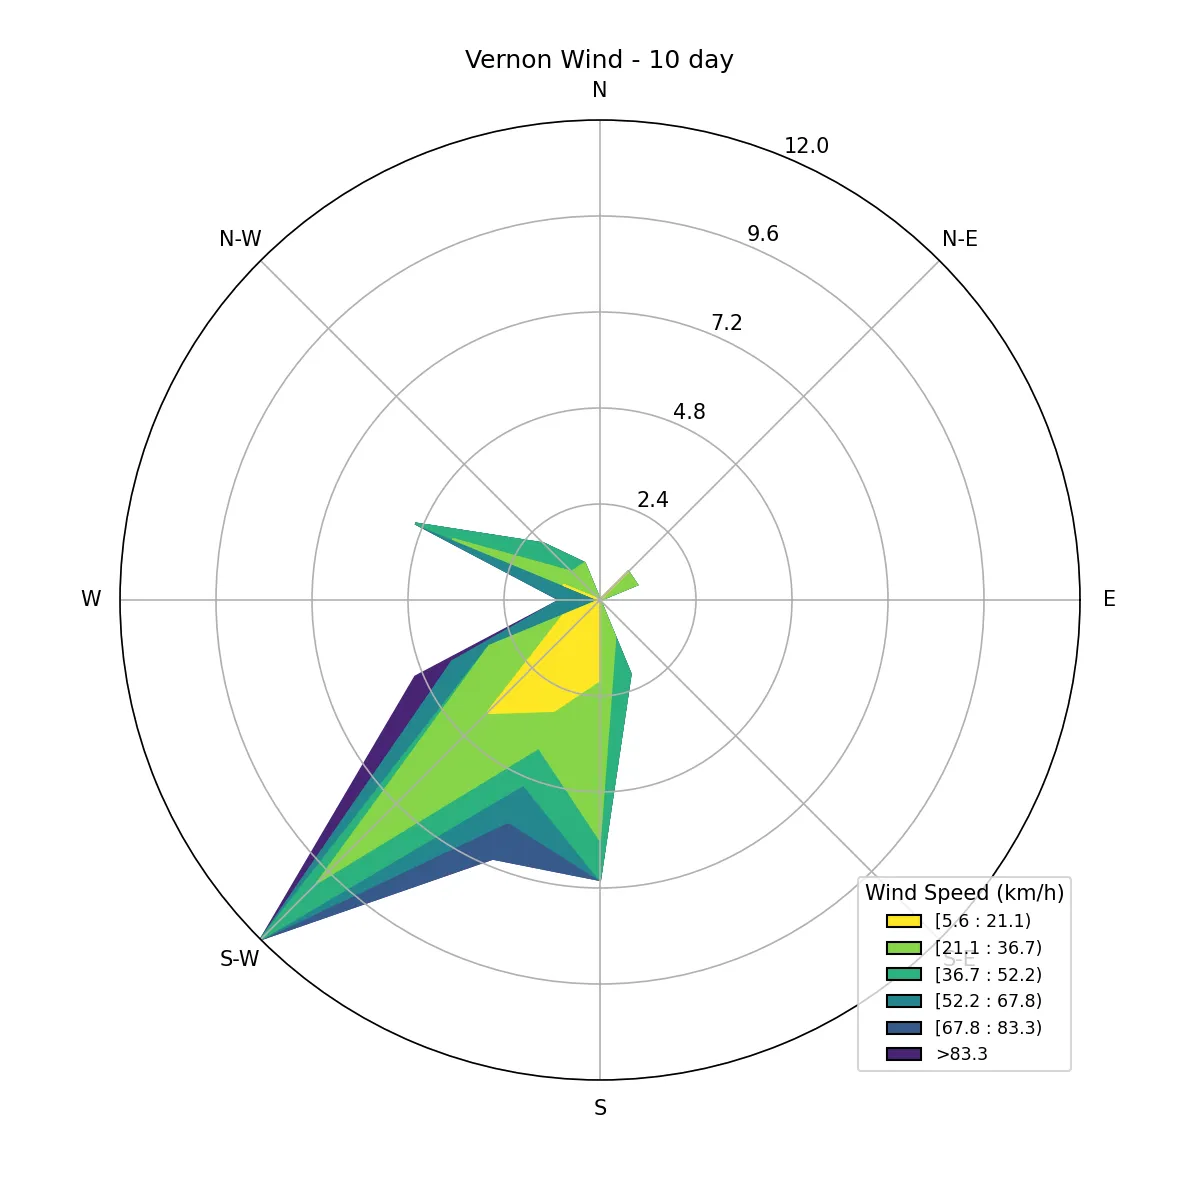 Vernon Wind - 10 day
N
12.0
N-W
N-E
9.6
7.2
4.8
2.4
W
E
Wind Speed (km/h)
[5.6 : 21.1)
[21.1 : 36.7)
S-W
S-E
[36.7 : 52.2)
[52.2 : 67.8)
[67.8 : 83.3)
>83.3
S